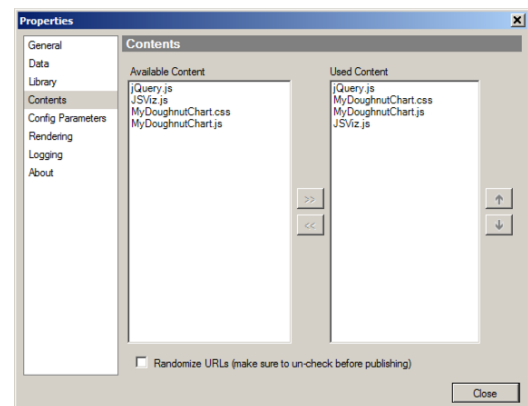 Properties
General
Data
Library
Contents
Config Parameters
Rendering
Logging
About
Contents
Available Content
jQuery.js
JSViz.js
MyDoughnutChart.css
MyDoughnutChart.js
>>
<<
Used Content
jQuery.js
MyDoughnutChart.css
MyDoughnutChart.js
JSViz.js
Randomize URLs (make sure to un-check before publishing)
Close